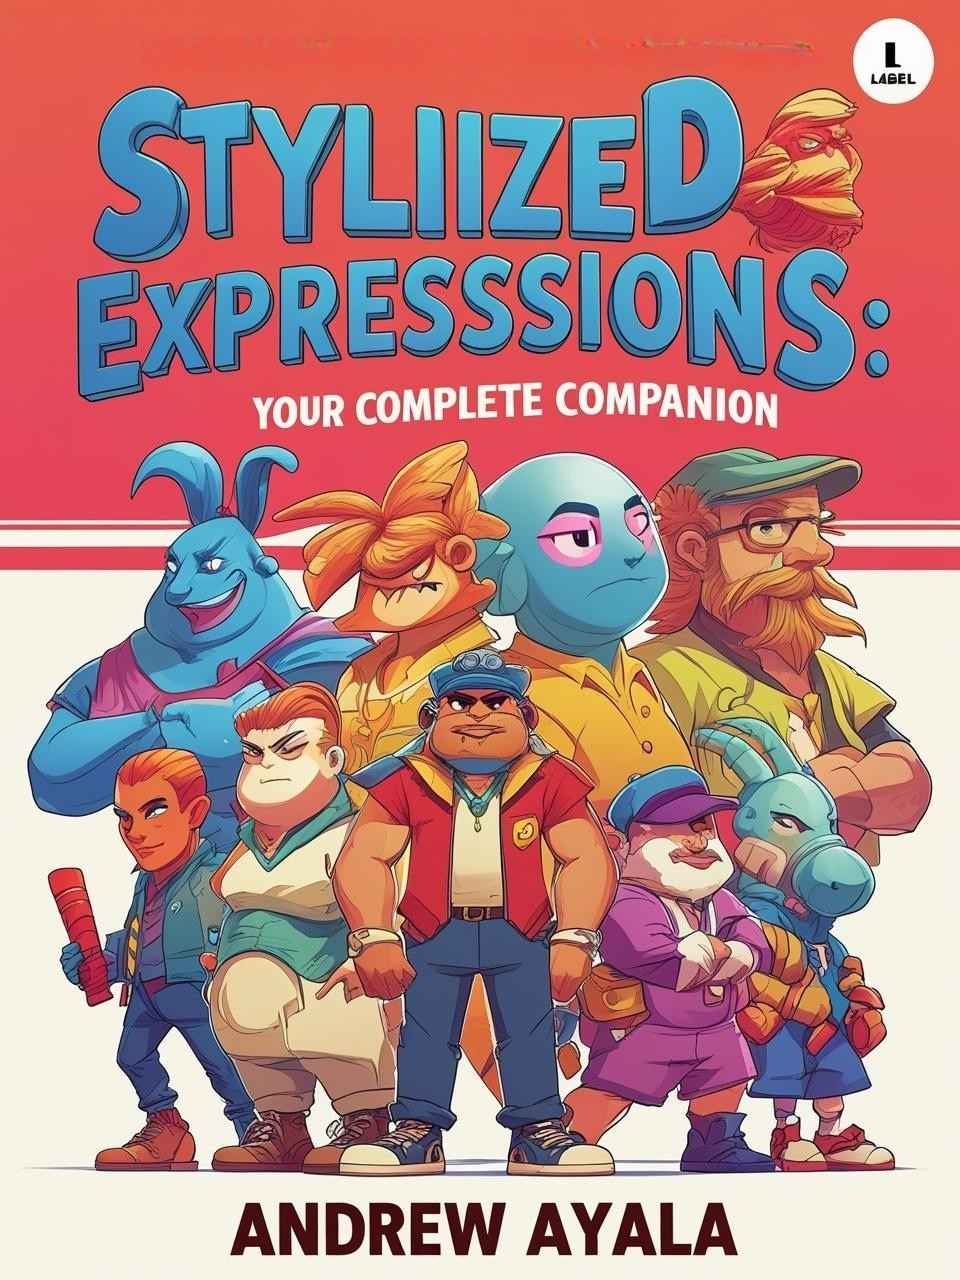 L
LABEL
STYLIIZED
EXPRESSSIONS:
YOUR COMPLETE COMPANION
ANDREW AYALA